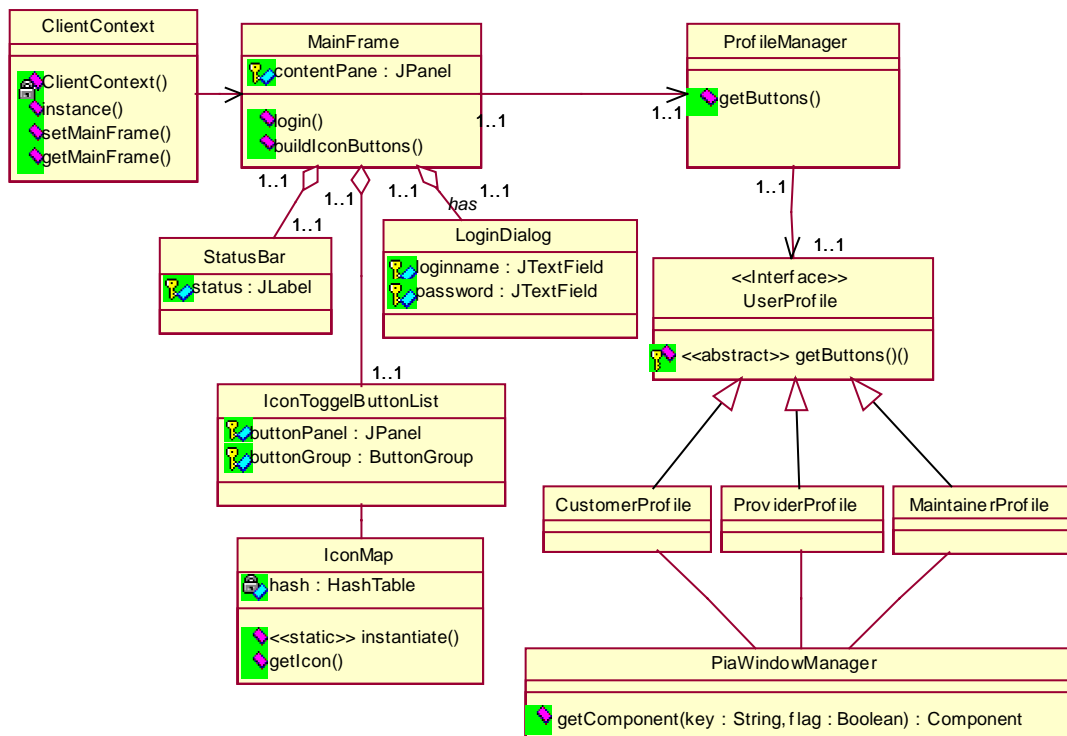 ClientContext
ClientContext()
instance()
setMainFrame()
getMainFrame()
MainFrame
contentPane : JPanel
login()
buildIconButtons()
1..1
1..1
ProfileManager
getButtons()
1..1
1..1
1..1
1..1
1..1
1..1
has
1..1
1..1
StatusBar
status : JLabel
LoginDialog
loginname : JTextField
password : JTextField
<<Interface>>
UserProfile
<<abstract>> getButtons()()
1..1
IconToggelButtonList
buttonPanel : JPanel
buttonGroup : ButtonGroup
CustomerProfile
ProviderProfile
MaintainerProfile
IconMap
hash : HashTable
<<static>> instantiate()
getIcon()
PiaWindowManager
getComponent(key : String, flag : Boolean) : Component